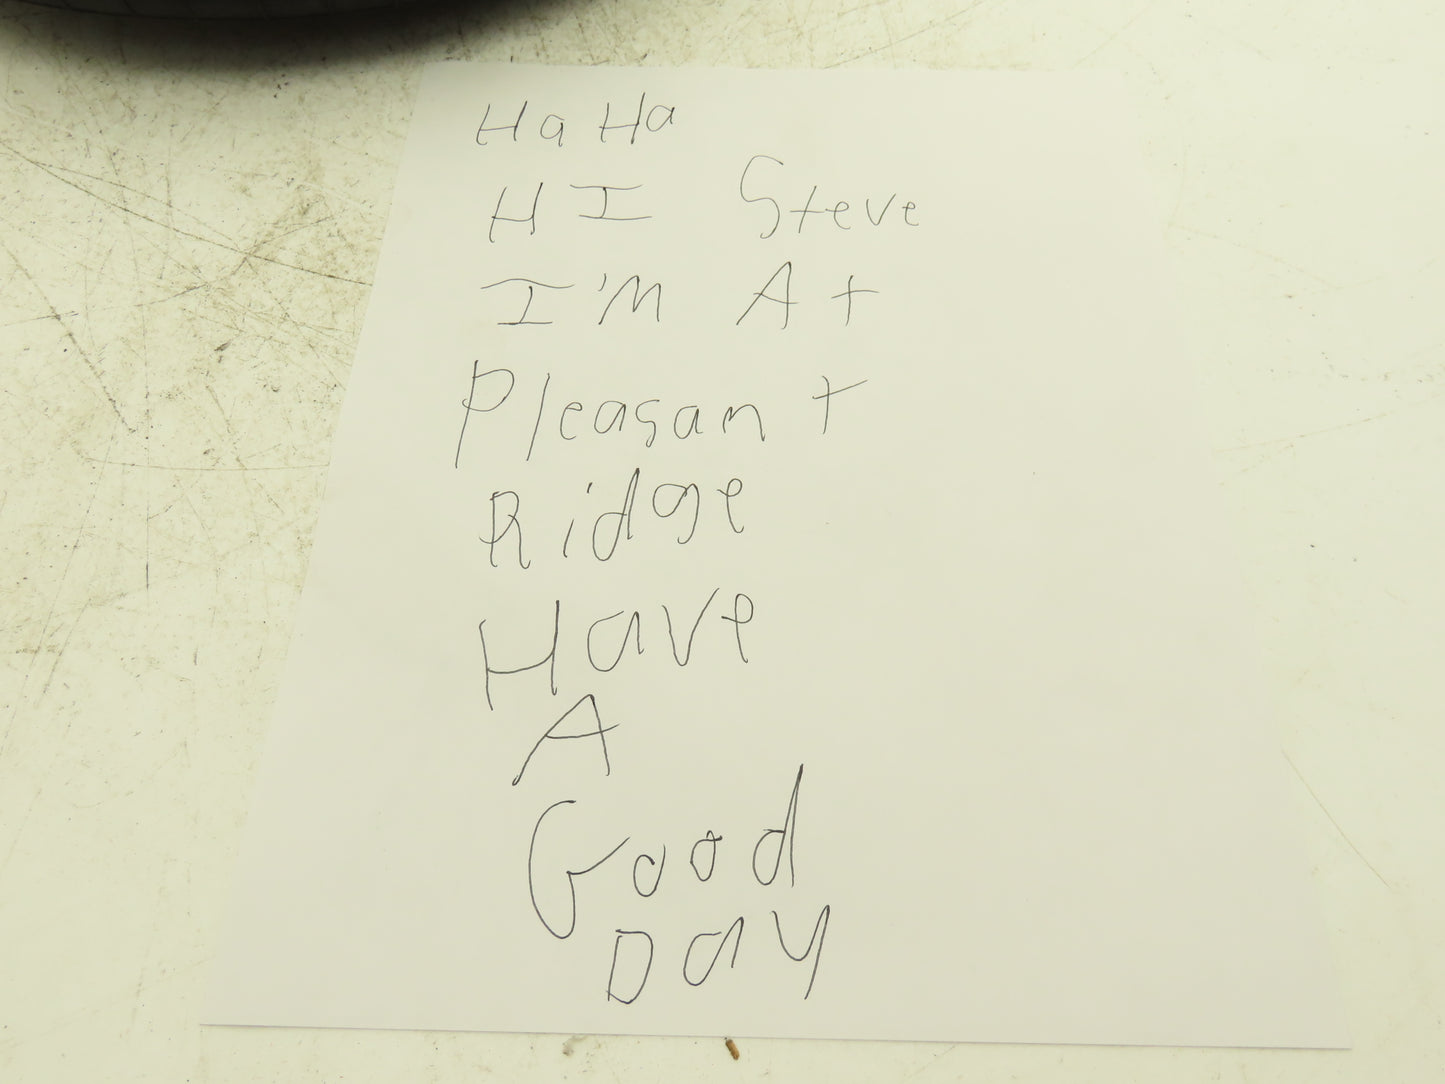 Ha Ha
HI Steve
I'M At
Pleasant
Ridge
Have
A
Good
Day